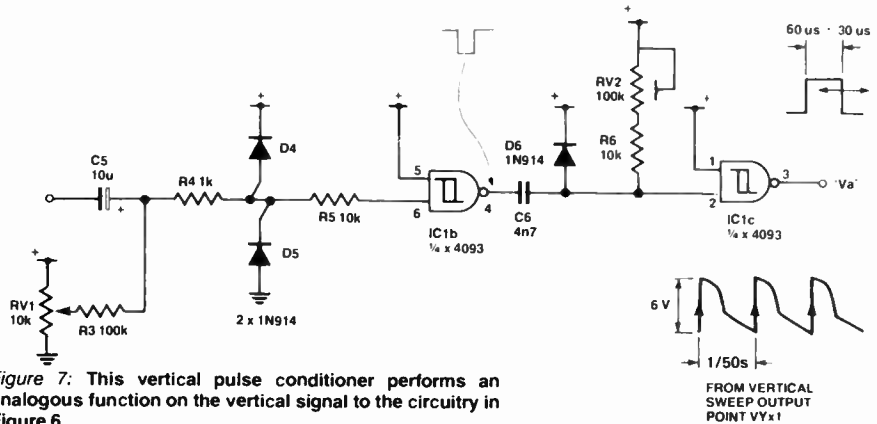 60 us · 30 us
+
RV2
100k
R6
10k
+
D6
1N914
+
+
+
D4
C5
10u
+
R4 1k
R5 10k
5
6
4
IC1b
¼ x 4093
C6
4n7
1
2
3
'Va'
IC1c
¼ x 4093
D5
2 x 1N914
+
RV1
10k
R3 100k
6 V
1/50s
FROM VERTICAL
SWEEP OUTPUT
POINT VYx1
igure 7: This vertical pulse conditioner performs an
nalogous function on the vertical signal to the circuitry in
Figure 6